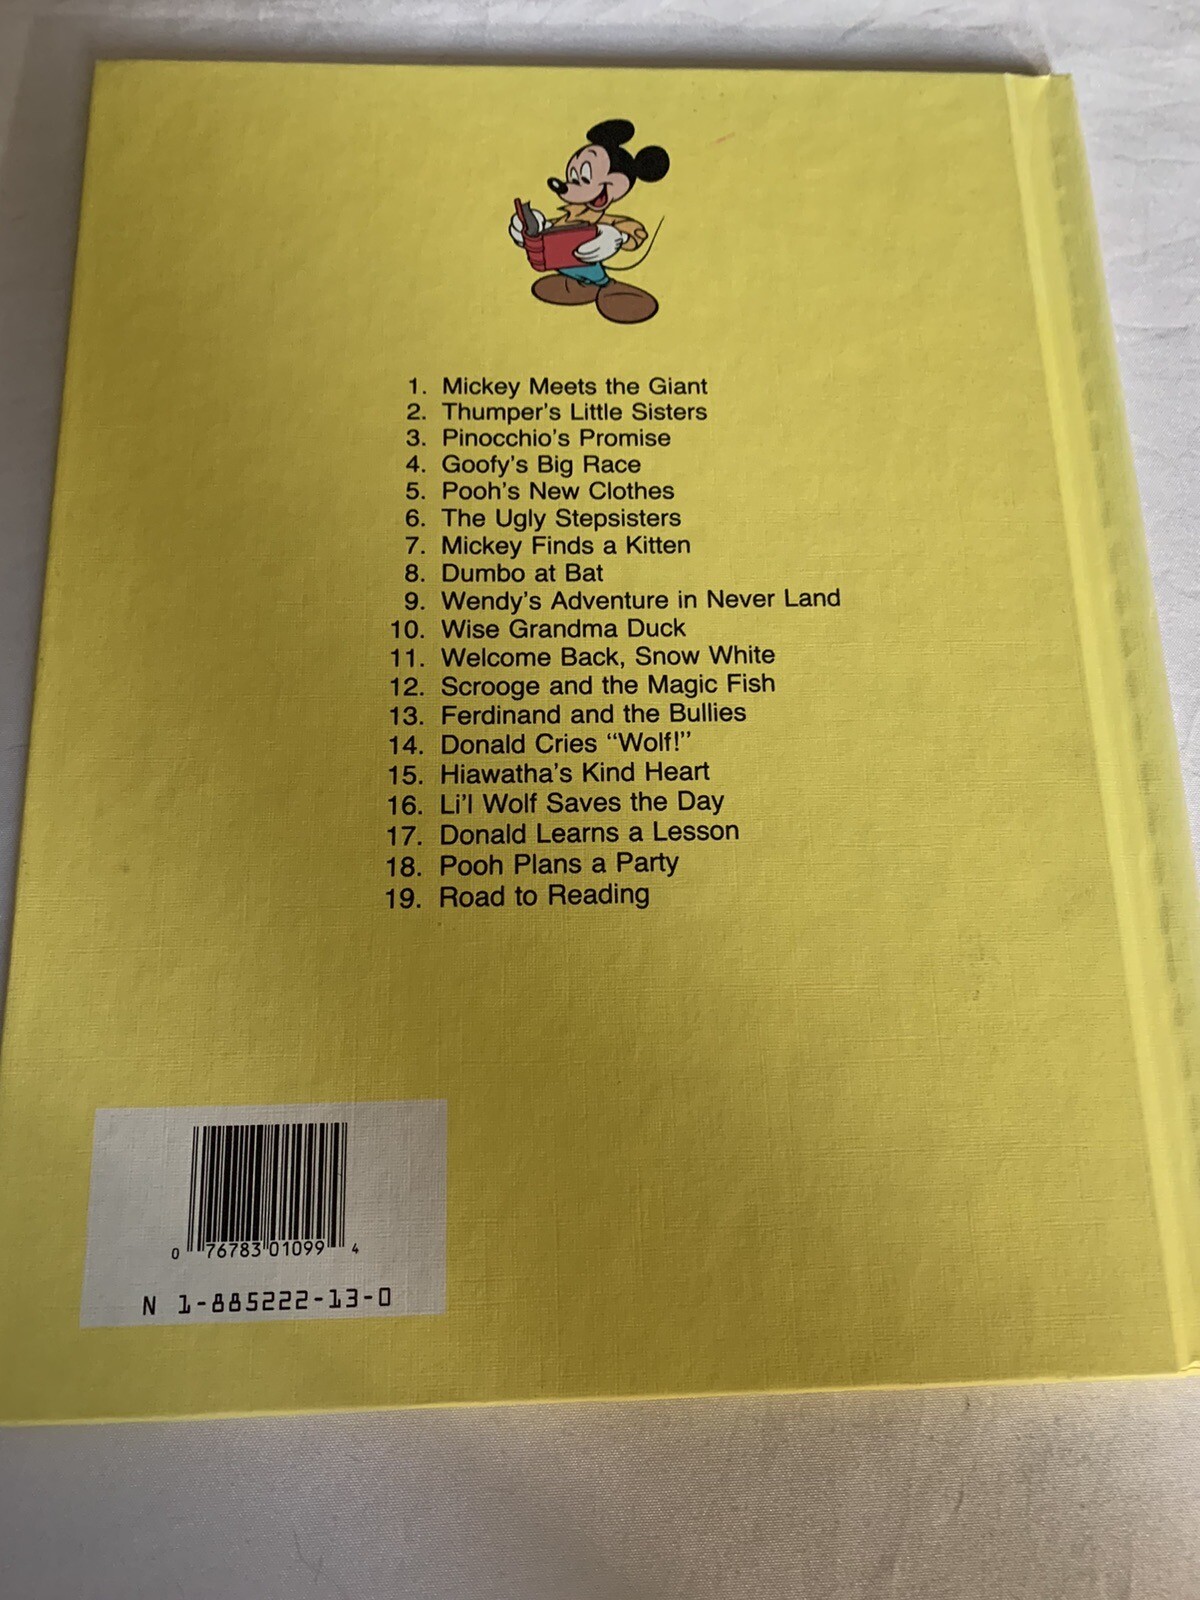 1. Mickey Meets the Giant
2. Thumper's Little Sisters
3. Pinocchio's Promise
4. Goofy's Big Race
5. Pooh's New Clothes
6. The Ugly Stepsisters
7. Mickey Finds a Kitten
8. Dumbo at Bat
9. Wendy's Adventure in Never Land
10. Wise Grandma Duck
11. Welcome Back, Snow White
12. Scrooge and the Magic Fish
13. Ferdinand and the Bullies
14. Donald Cries “Wolf!”
15. Hiawatha's Kind Heart
16. Li'l Wolf Saves the Day
17. Donald Learns a Lesson
18. Pooh Plans a Party
19. Road to Reading
0 76783 01099 4
N 1-885222-13-0